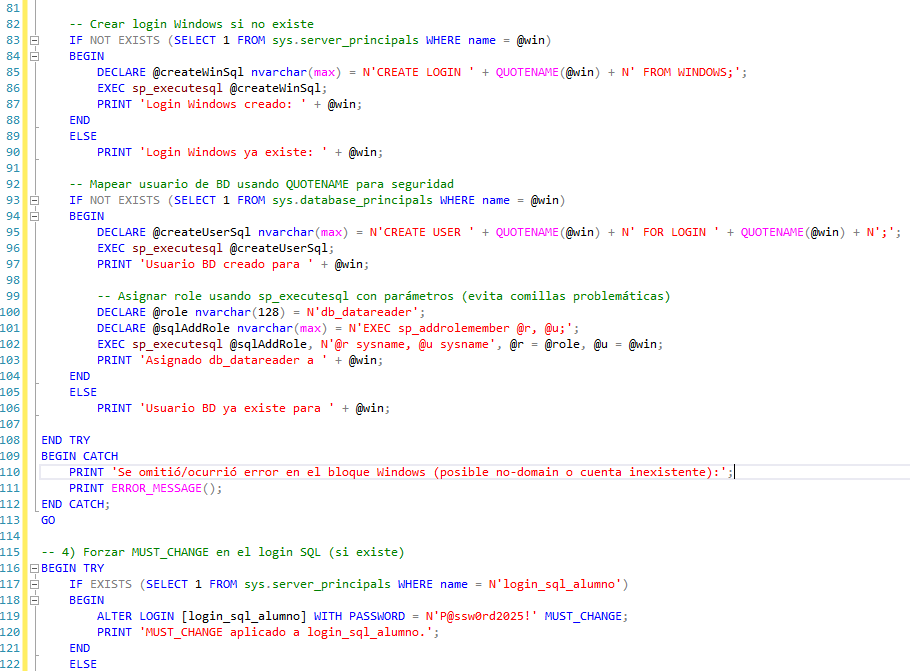 81
82 -- Crear login Windows si no existe
83 IF NOT EXISTS (SELECT 1 FROM sys.server_principals WHERE name = @win)
84 BEGIN
85 DECLARE @createWinSql nvarchar(max) = N'CREATE LOGIN ' + QUOTENAME(@win) + N' FROM WINDOWS;';
86 EXEC sp_executesql @createWinSql;
87 PRINT 'Login Windows creado: ' + @win;
88 END
89 ELSE
90 PRINT 'Login Windows ya existe: ' + @win;
91
92 -- Mapear usuario de BD usando QUOTENAME para seguridad
93 IF NOT EXISTS (SELECT 1 FROM sys.database_principals WHERE name = @win)
94 BEGIN
95 DECLARE @createUserSql nvarchar(max) = N'CREATE USER ' + QUOTENAME(@win) + N' FOR LOGIN ' + QUOTENAME(@win) + N';';
96 EXEC sp_executesql @createUserSql;
97 PRINT 'Usuario BD creado para ' + @win;
98
99 -- Asignar role usando sp_executesql con parámetros (evita comillas problemáticas)
100 DECLARE @role nvarchar(128) = N'db_datareader';
101 DECLARE @sqlAddRole nvarchar(max) = N'EXEC sp_addrolemember @r, @u;';
102 EXEC sp_executesql @sqlAddRole, N'@r sysname, @u sysname', @r = @role, @u = @win;
103 PRINT 'Asignado db_datareader a ' + @win;
104 END
105 ELSE
106 PRINT 'Usuario BD ya existe para ' + @win;
107
108 END TRY
109 BEGIN CATCH
110 PRINT 'Se omitió/ocurrió error en el bloque Windows (posible no-domain o cuenta inexistente):';
111 PRINT ERROR_MESSAGE();
112 END CATCH;
113 GO
114
115 -- 4) Forzar MUST_CHANGE en el login SQL (si existe)
116 BEGIN TRY
117 IF EXISTS (SELECT 1 FROM sys.server_principals WHERE name = N'login_sql_alumno')
118 BEGIN
119 ALTER LOGIN [login_sql_alumno] WITH PASSWORD = N'P@ssw0rd2025!' MUST_CHANGE;
120 PRINT 'MUST_CHANGE aplicado a login_sql_alumno.';
121 END
122 ELSE